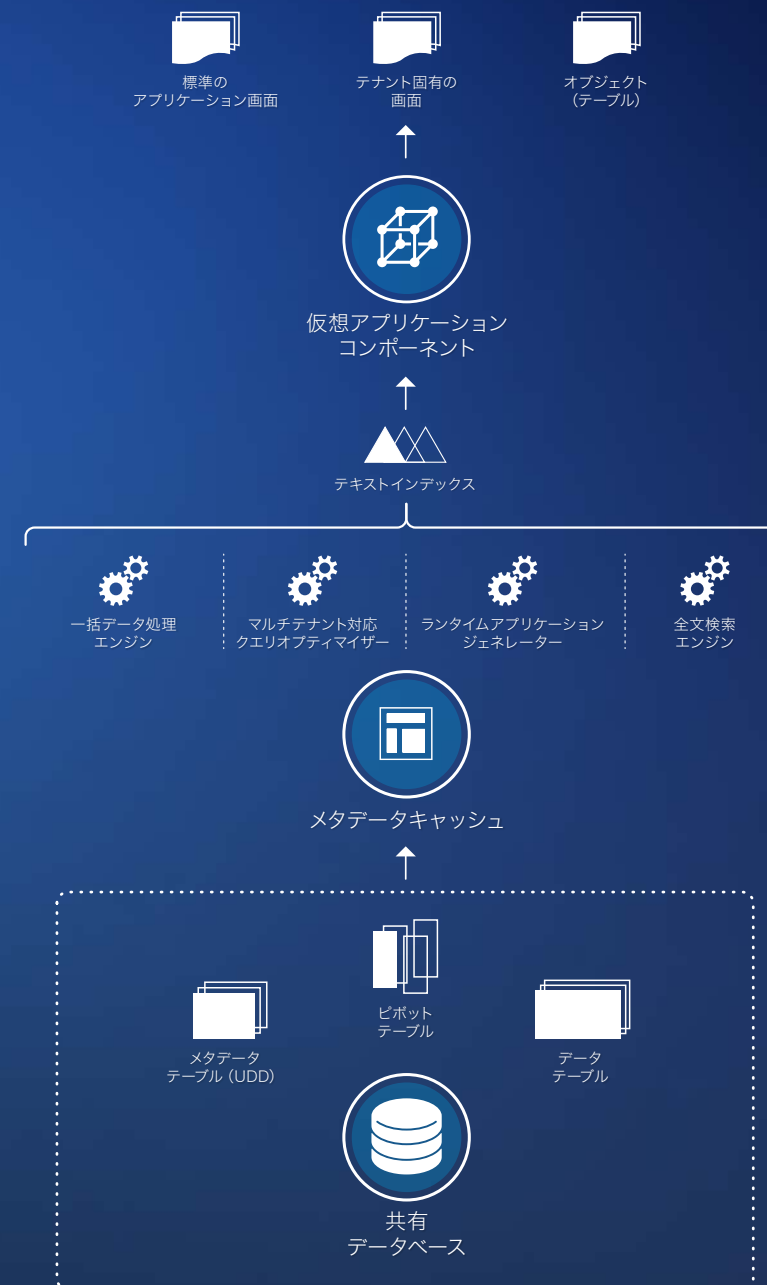 標準の
アプリケーション画面
テナント固有の
画面
オブジェクト
（テーブル）
仮想アプリケーション
コンポーネント
テキストインデックス
一括データ処理
エンジン
マルチテナント対応
クエリオプティマイザー
ランタイムアプリケーション
ジェネレーター
全文検索
エンジン
メタデータキャッシュ
ピボット
テーブル
メタデータ
テーブル（UDD）
データ
テーブル
共有
データベース